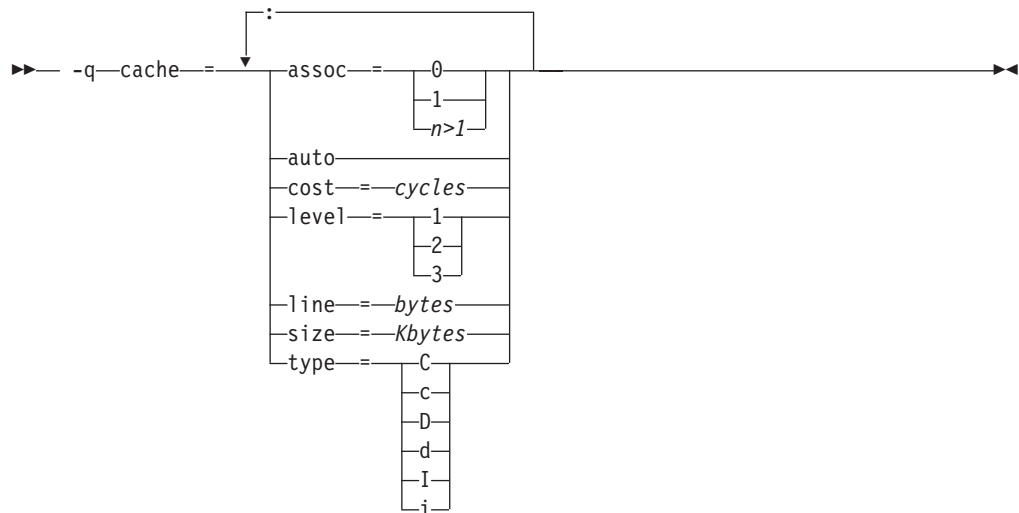 :
-q cache = assoc = 0
1
n>1
auto
cost = cycles
level = 1
2
3
line = bytes
size = Kbytes
type = C
c
D
d
I
i